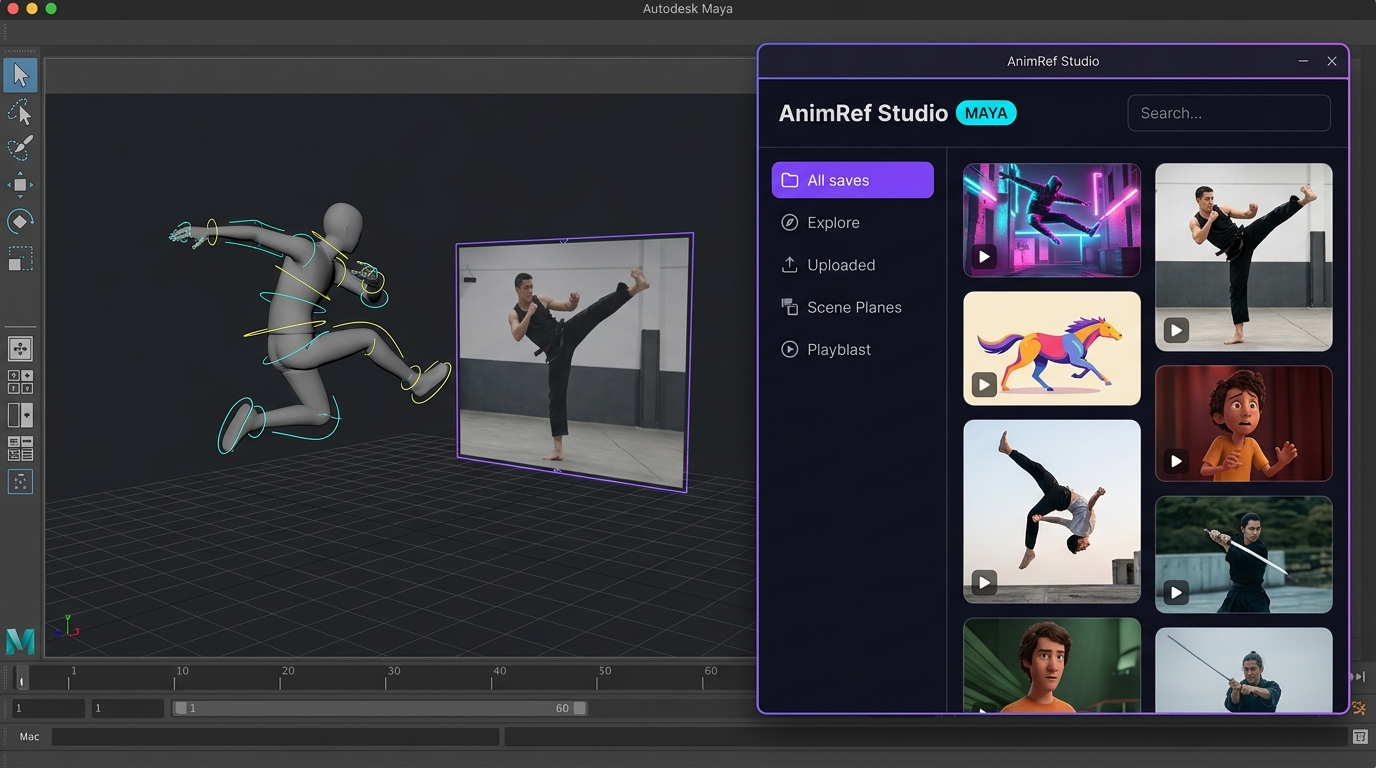 Autodesk Maya
AnimRef Studio
AnimRef Studio MAYA
Search...
All saves
Explore
Uploaded
Scene Planes
Playblast
1 10 20 30 40 50 60
1 1 1 60
Mac